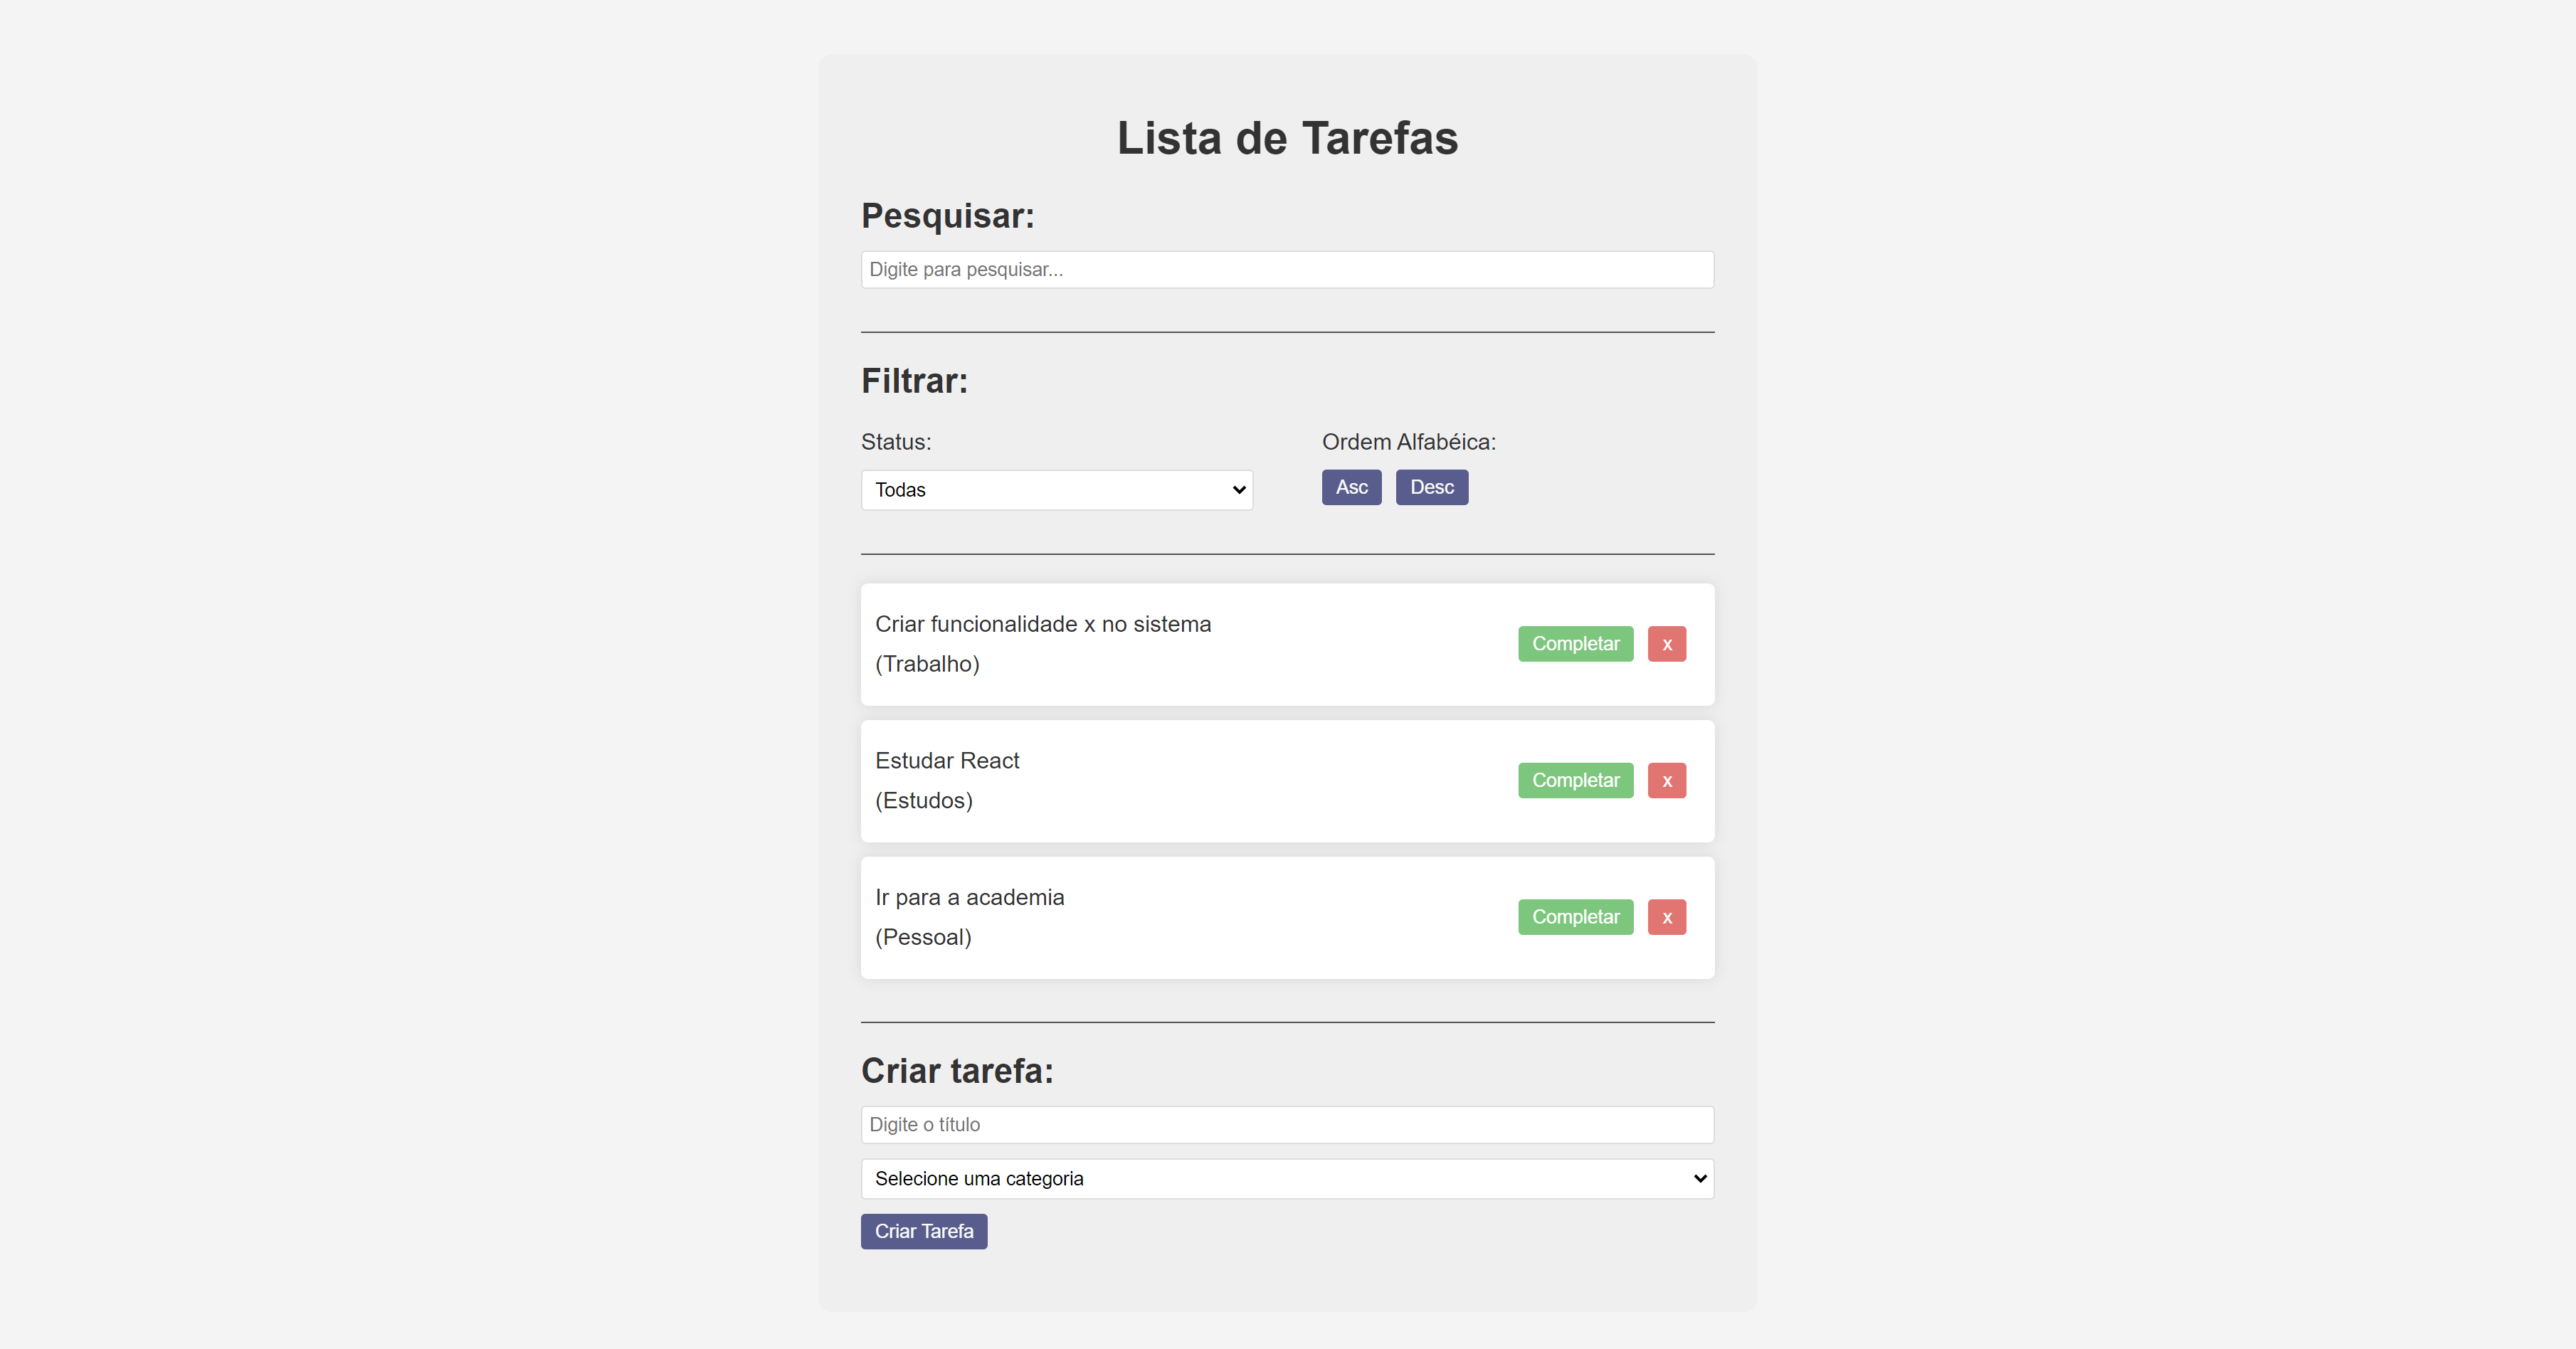 Lista de Tarefas
Pesquisar:
Digite para pesquisar...
Filtrar:
Status:
Todas
Ordem Alfabéica:
Asc Desc
Criar funcionalidade x no sistema
(Trabalho)
Completar x
Estudar React
(Estudos)
Completar x
Ir para a academia
(Pessoal)
Completar x
Criar tarefa:
Digite o título
Selecione uma categoria
Criar Tarefa